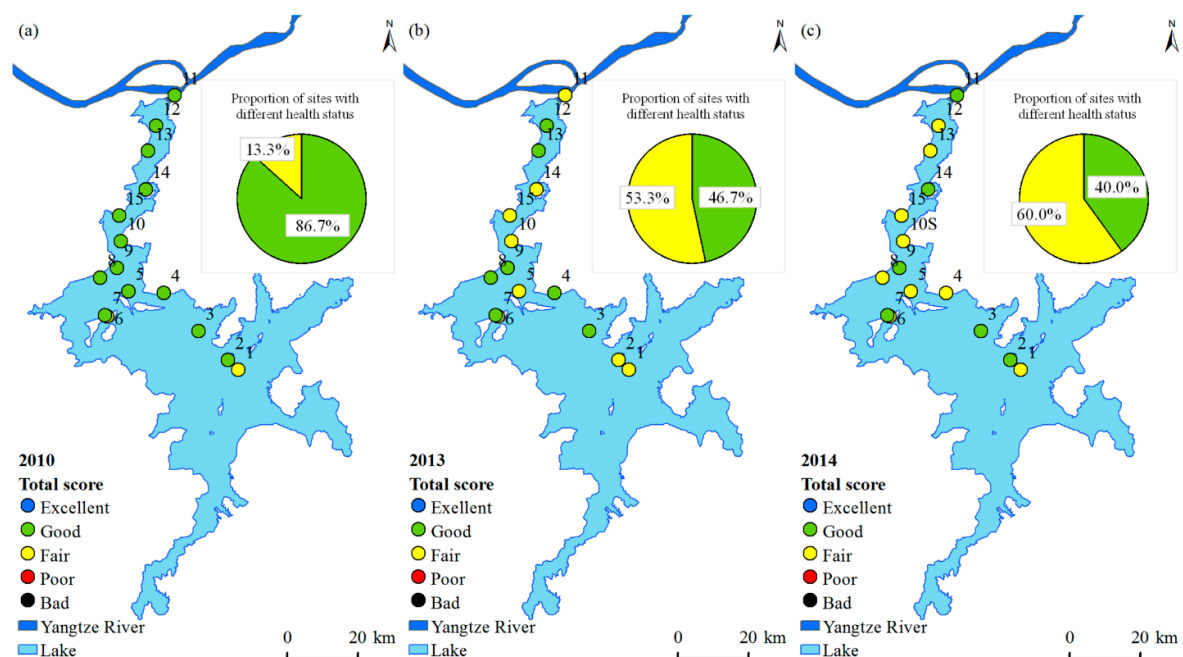 (a)
N
11
12
13
14
15
10
9
8
5
4
7
6
3
2
1
Proportion of sites with
different health status
13.3%
86.7%
2010
Total score
Excellent
Good
Fair
Poor
Bad
Yangtze River
Lake
0 20 km
(b)
N
11
12
13
14
15
10
9
8
5
4
7
6
3
2
1
Proportion of sites with
different health status
53.3%
46.7%
2013
Total score
Exellent
Good
Fair
Poor
Bad
Yangtze River
Lake
0 20 km
(c)
N
11
12
13
14
15
10S
9
8
5
4
7
6
3
2
1
Proportion of sites with
different health status
40.0%
60.0%
2014
Total score
Excellent
Good
Fair
Poor
Bad
Yangtze River
Lake
0 20 km